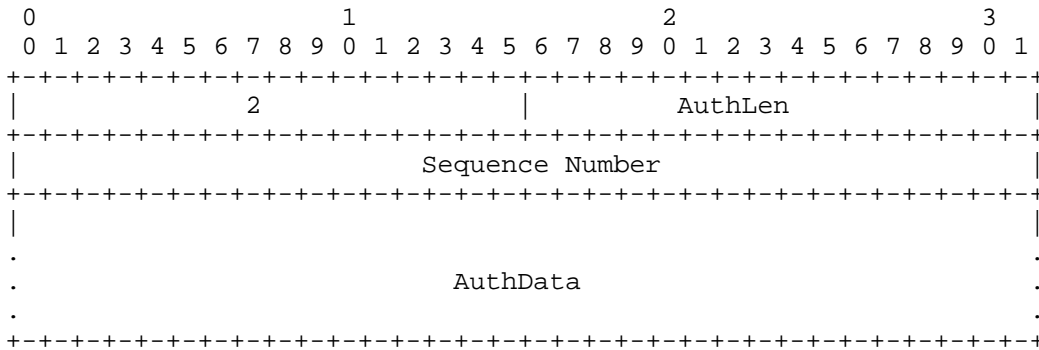 0                   1                   2                   3
 0 1 2 3 4 5 6 7 8 9 0 1 2 3 4 5 6 7 8 9 0 1 2 3 4 5 6 7 8 9 0 1
+-+-+-+-+-+-+-+-+-+-+-+-+-+-+-+-+-+-+-+-+-+-+-+-+-+-+-+-+-+-+-+-+
|              2                |         AuthLen               |
+-+-+-+-+-+-+-+-+-+-+-+-+-+-+-+-+-+-+-+-+-+-+-+-+-+-+-+-+-+-+-+-+
|                         Sequence Number                       |
+-+-+-+-+-+-+-+-+-+-+-+-+-+-+-+-+-+-+-+-+-+-+-+-+-+-+-+-+-+-+-+-+
|                                                               |
.                                                               .
.                           AuthData                            .
.                                                               .
+-+-+-+-+-+-+-+-+-+-+-+-+-+-+-+-+-+-+-+-+-+-+-+-+-+-+-+-+-+-+-+-+